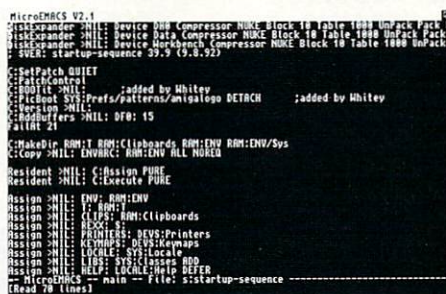 MicroEMACS V2.1
DiskExpander >NIL: Device DH0 Compressor NUKE Block 10 Table 1000 UnPack Pack
DiskExpander >NIL: Device Data Compressor NUKE Block 10 Table 1000 UnPack Pack
DiskExpander >NIL: Device Workbench Compressor NUKE Block 10 Table 1000 UnPack
$VER: startup-sequence 39.9 (9.8.92)
C:SetPatch QUIET
C:PatchControl
C:BOOTit >NIL: ;added by Whitey
C:PicBoot SYS:Prefs/patterns/amigalogo DETACH ;added by Whitey
C:Version >NIL:
C:AddBuffers >NIL: DF0: 15
FailAt 21
C:MakeDir RAM:T RAM:Clipboards RAM:ENV RAM:ENV/Sys
C:Copy >NIL: ENVARC: RAM:ENV ALL NOREQ
Resident >NIL: C:Assign PURE
Resident >NIL: C:Execute PURE
Assign >NIL: ENV: RAM:ENV
Assign >NIL: T: RAM:T
Assign >NIL: CLIPS: RAM:Clipboards
Assign >NIL: REXX: S:
Assign >NIL: PRINTERS: DEVS:Printers
Assign >NIL: KEYMAPS: DEVS:Keymaps
Assign >NIL: LOCALE: SYS:Locale
Assign >NIL: LIBS: SYS:Classes ADD
Assign >NIL: HELP: LOCALE:Help DEFER
-- MicroEMACS -- main -- File: s:startup-sequence --------
[Read 70 lines]